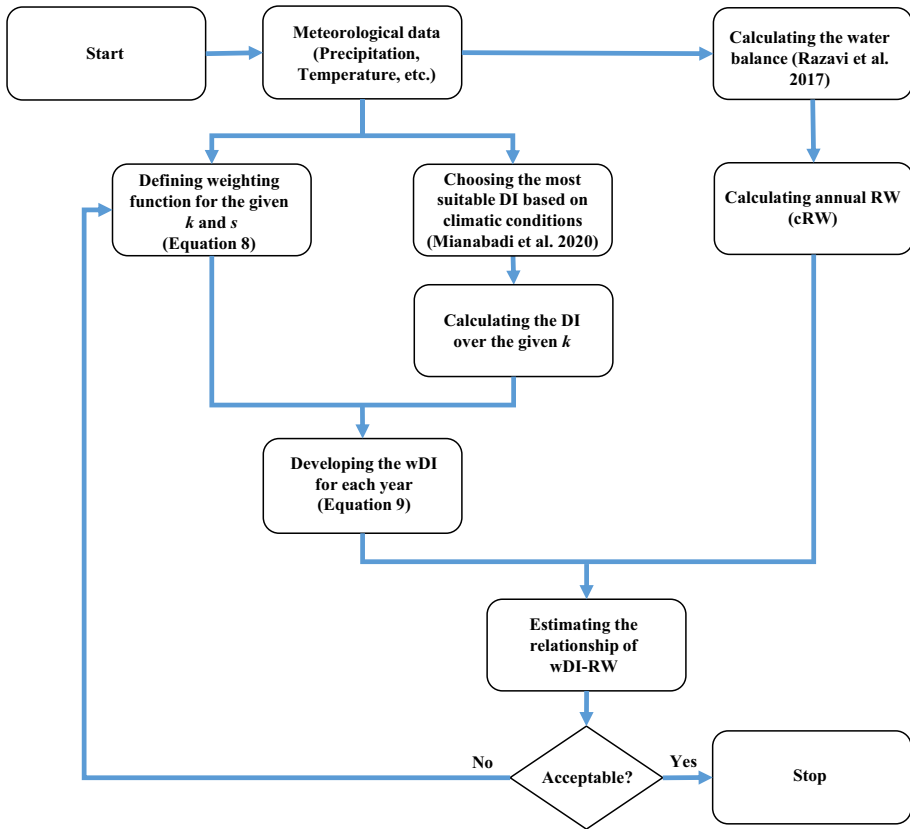 Start
Meteorological data
(Precipitation,
Temperature, etc.)
Calculating the water
balance (Razavi et al.
2017)
Defining weighting
function for the given
k and s
(Equation 8)
Choosing the most
suitable DI based on
climatic conditions
(Mianabadi et al. 2020)
Calculating annual RW
(cRW)
Calculating the DI
over the given k
Developing the wDI
for each year
(Equation 9)
Estimating the
relationship of
wDI-RW
No
Acceptable?
Yes
Stop